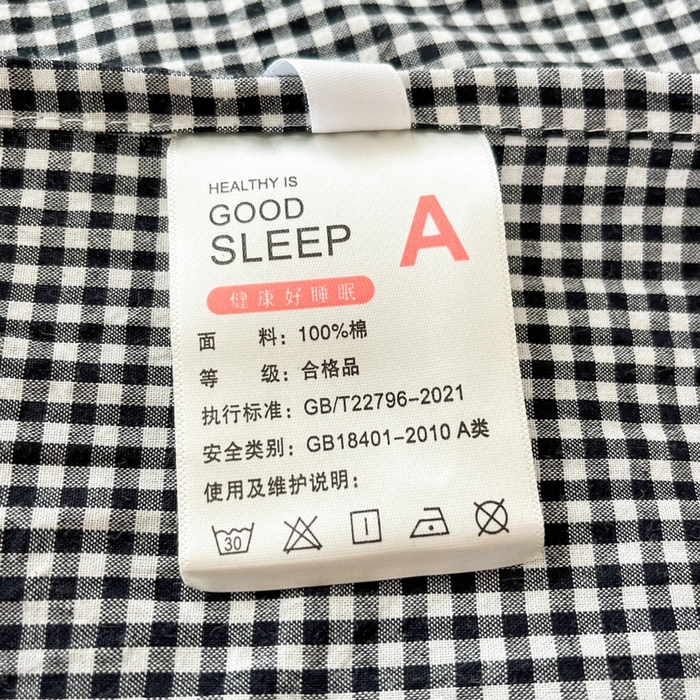 HEALTHY IS
GOOD
SLEEP
A
健康好睡眠
面 料：100%棉
等 级：合格品
执行标准：GB/T22796-2021
安全类别：GB18401-2010 A类
使用及维护说明：
30